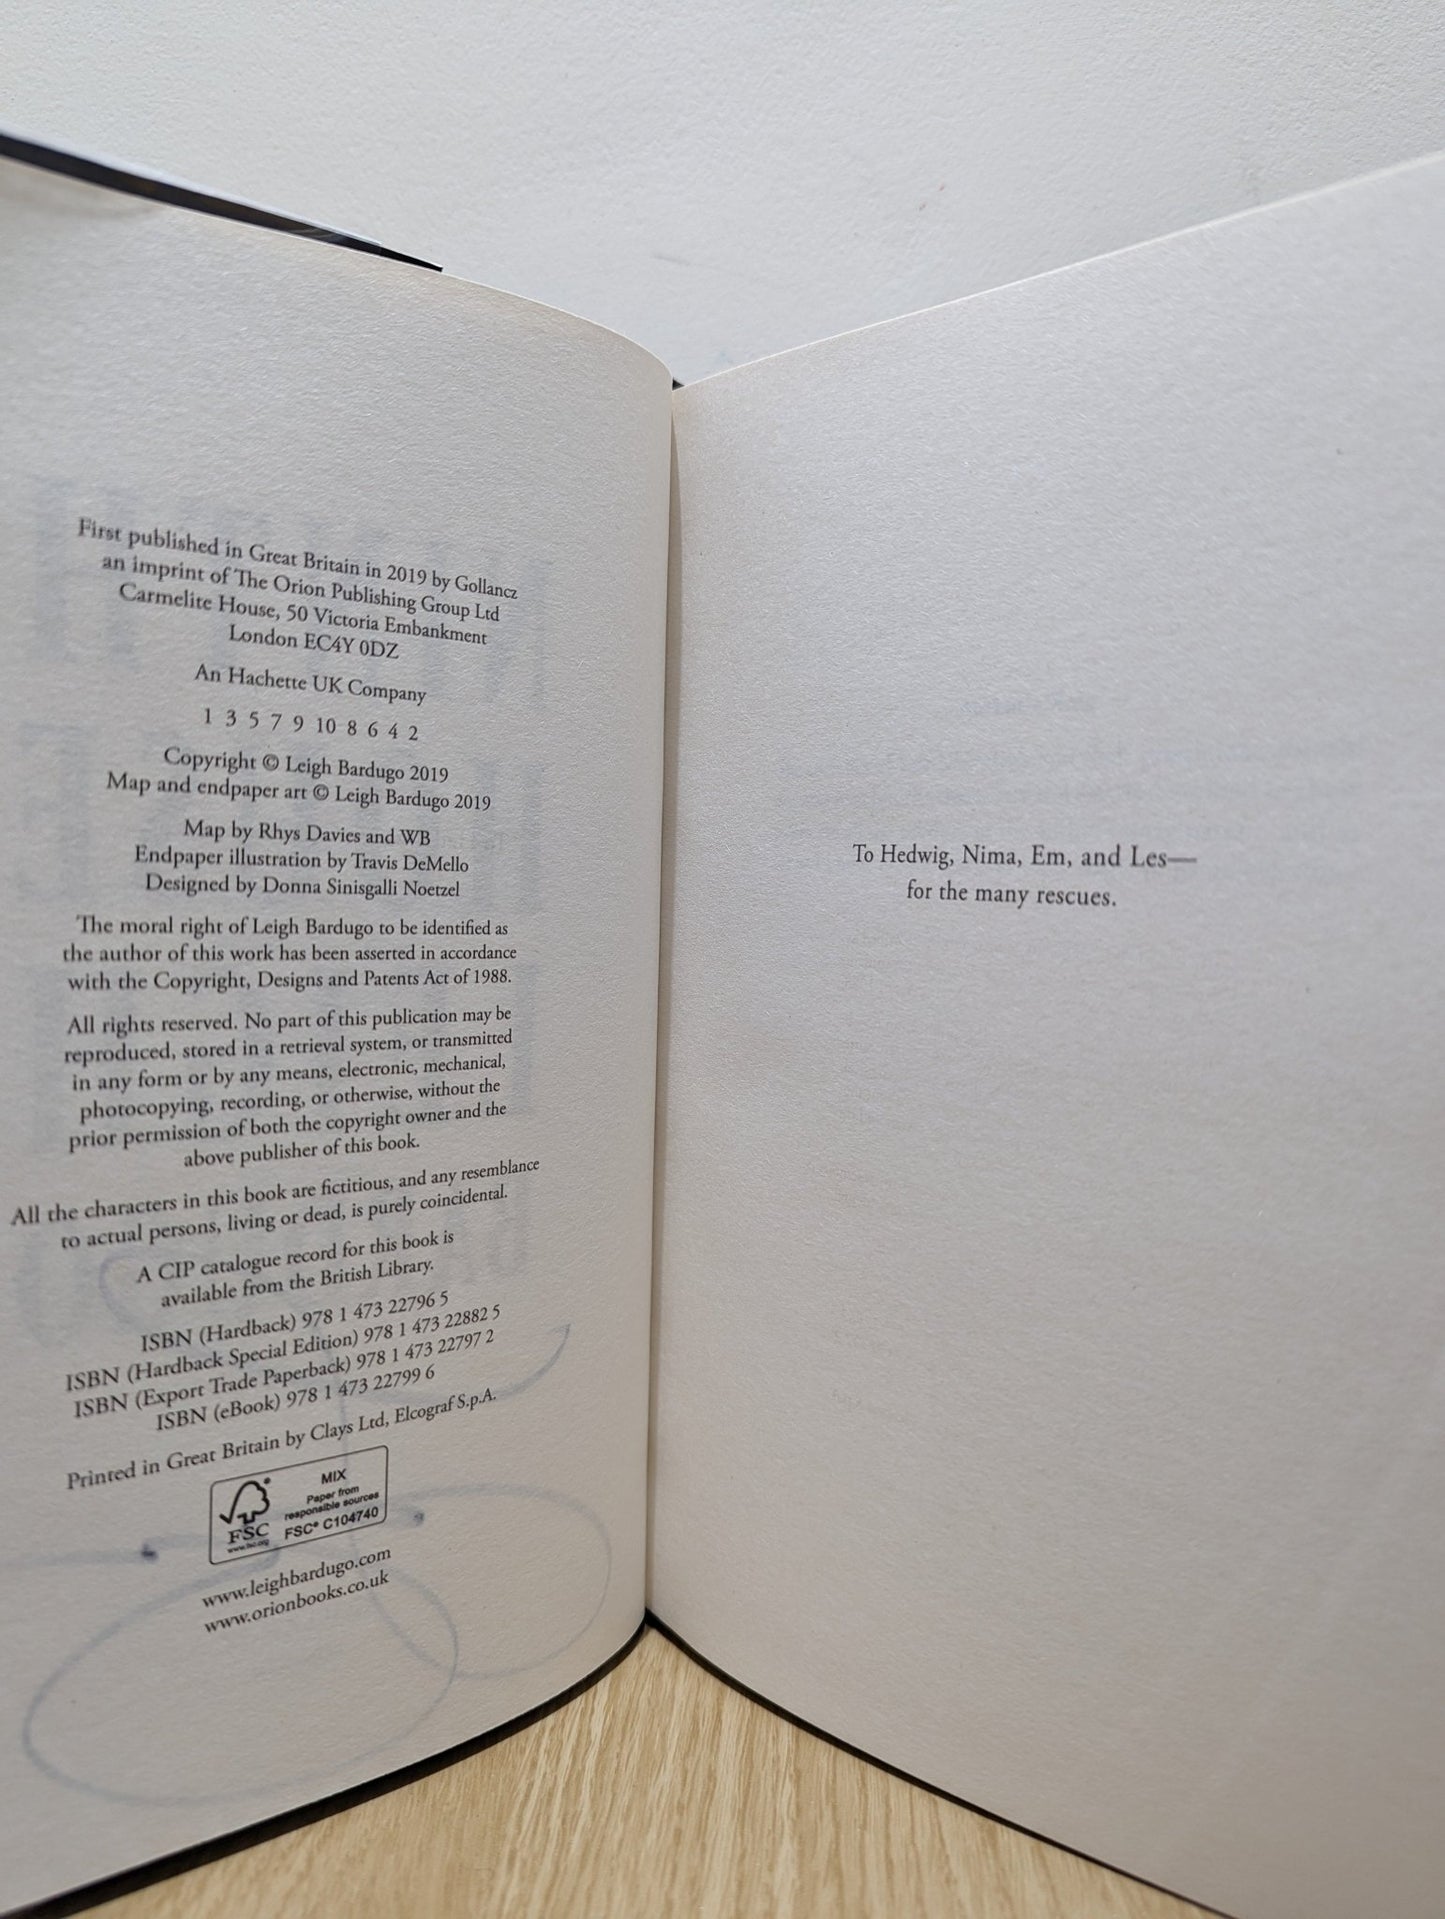 First published in Great Britain in 2019 by Gollancz
an imprint of The Orion Publishing Group Ltd
Carmelite House, 50 Victoria Embankment
London EC4Y 0DZ
An Hachette UK Company
1 3 5 7 9 10 8 6 4 2
Copyright © Leigh Bardugo 2019
Map and endpaper art © Leigh Bardugo 2019
Map by Rhys Davies and WB
Endpaper illustration by Travis DeMello
Designed by Donna Sinisgalli Noetzel
The moral right of Leigh Bardugo to be identified as
the author of this work has been asserted in accordance
with the Copyright, Designs and Patents Act of 1988.
All rights reserved. No part of this publication may be
reproduced, stored in a retrieval system, or transmitted
in any form or by any means, electronic, mechanical,
photocopying, recording, or otherwise, without the
prior permission of both the copyright owner and the
above publisher of this book.
All the characters in this book are fictitious, and any resemblance
to actual persons, living or dead, is purely coincidental.
A CIP catalogue record for this book is
available from the British Library.
ISBN (Hardback) 978 1 473 22796 5
ISBN (Hardback Special Edition) 978 1 473 22882 5
ISBN (Export Trade Paperback) 978 1 473 22797 2
ISBN (eBook) 978 1 473 22799 6
Printed in Great Britain by Clays Ltd, Elcograf S.p.A.
MIX
Paper from
responsible sources
FSC® C104740
FSC
www.fsc.org
www.leighbardugo.com
www.orionbooks.co.uk
To Hedwig, Nima, Em, and Les—
for the many rescues.